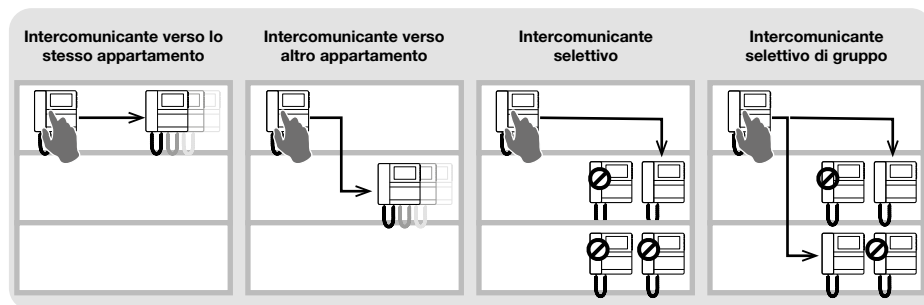 Intercomunicante verso lo
stesso appartamento
Intercomunicante verso
altro appartamento
Intercomunicante
selettivo
Intercomunicante
selettivo di gruppo